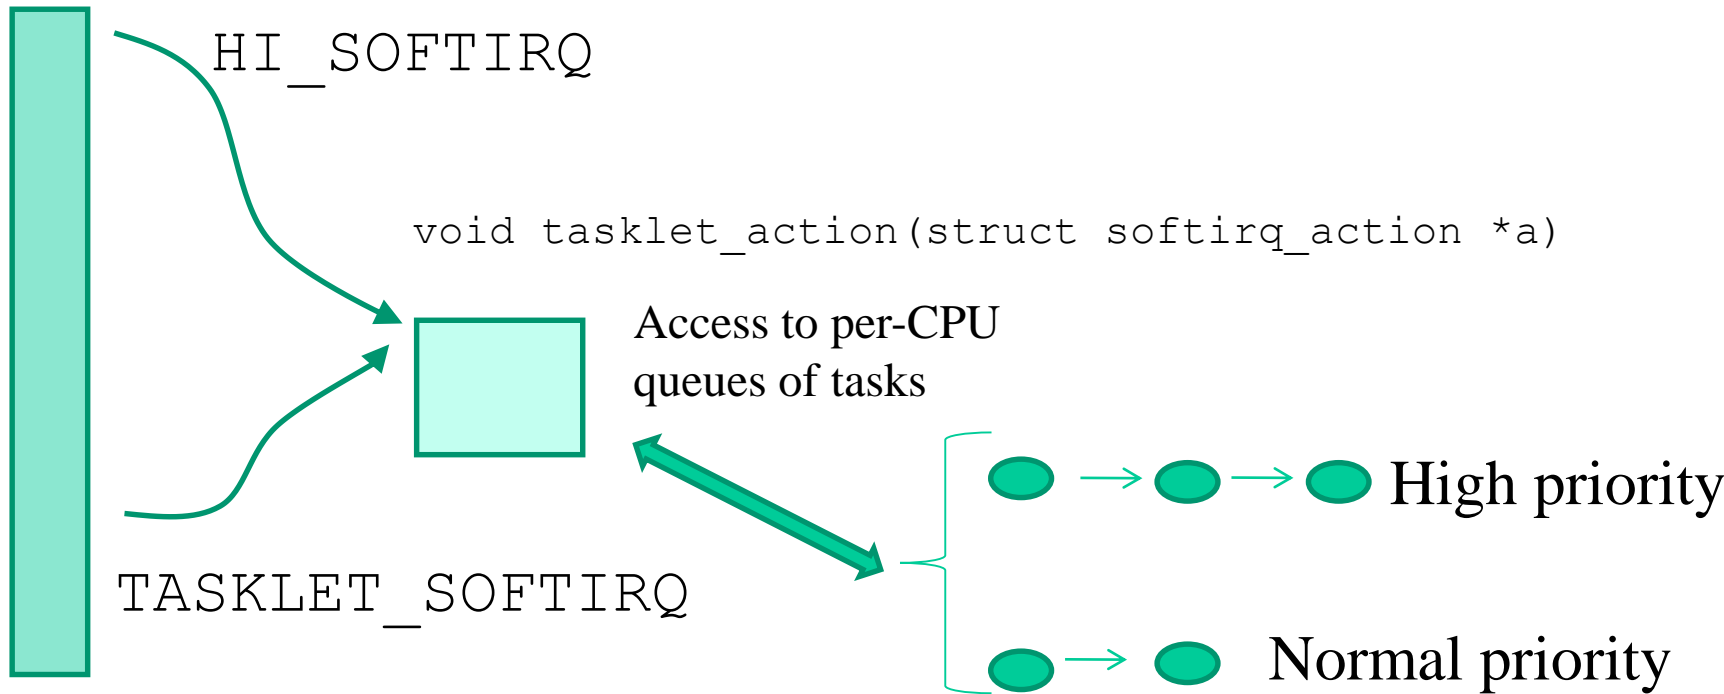 HI_SOFTIRQ
void tasklet_action(struct softirq_action *a)
Access to per-CPU
queues of tasks
High priority
TASKLET_SOFTIRQ
Normal priority